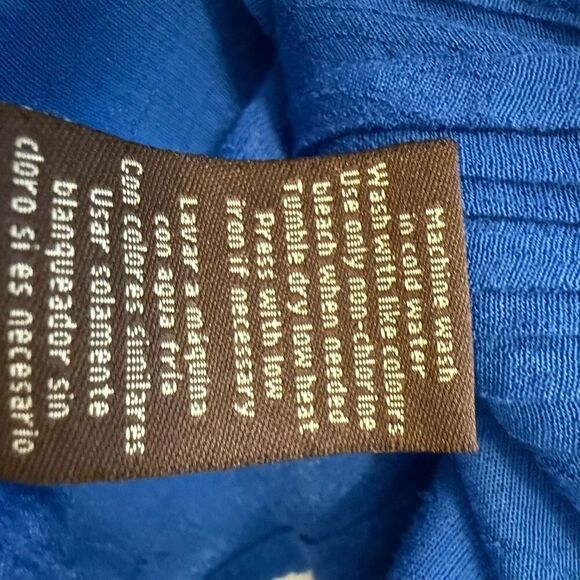 Machine wash
in cold water
Wash with like colours
Use only non-chlorine
bleach when needed
Tumble dry low heat
Press with low
iron if necessary
Lavar a máquina
con agua fría
Con colores similares
Usar solamente
blanqueador sin
cloro si es necesario